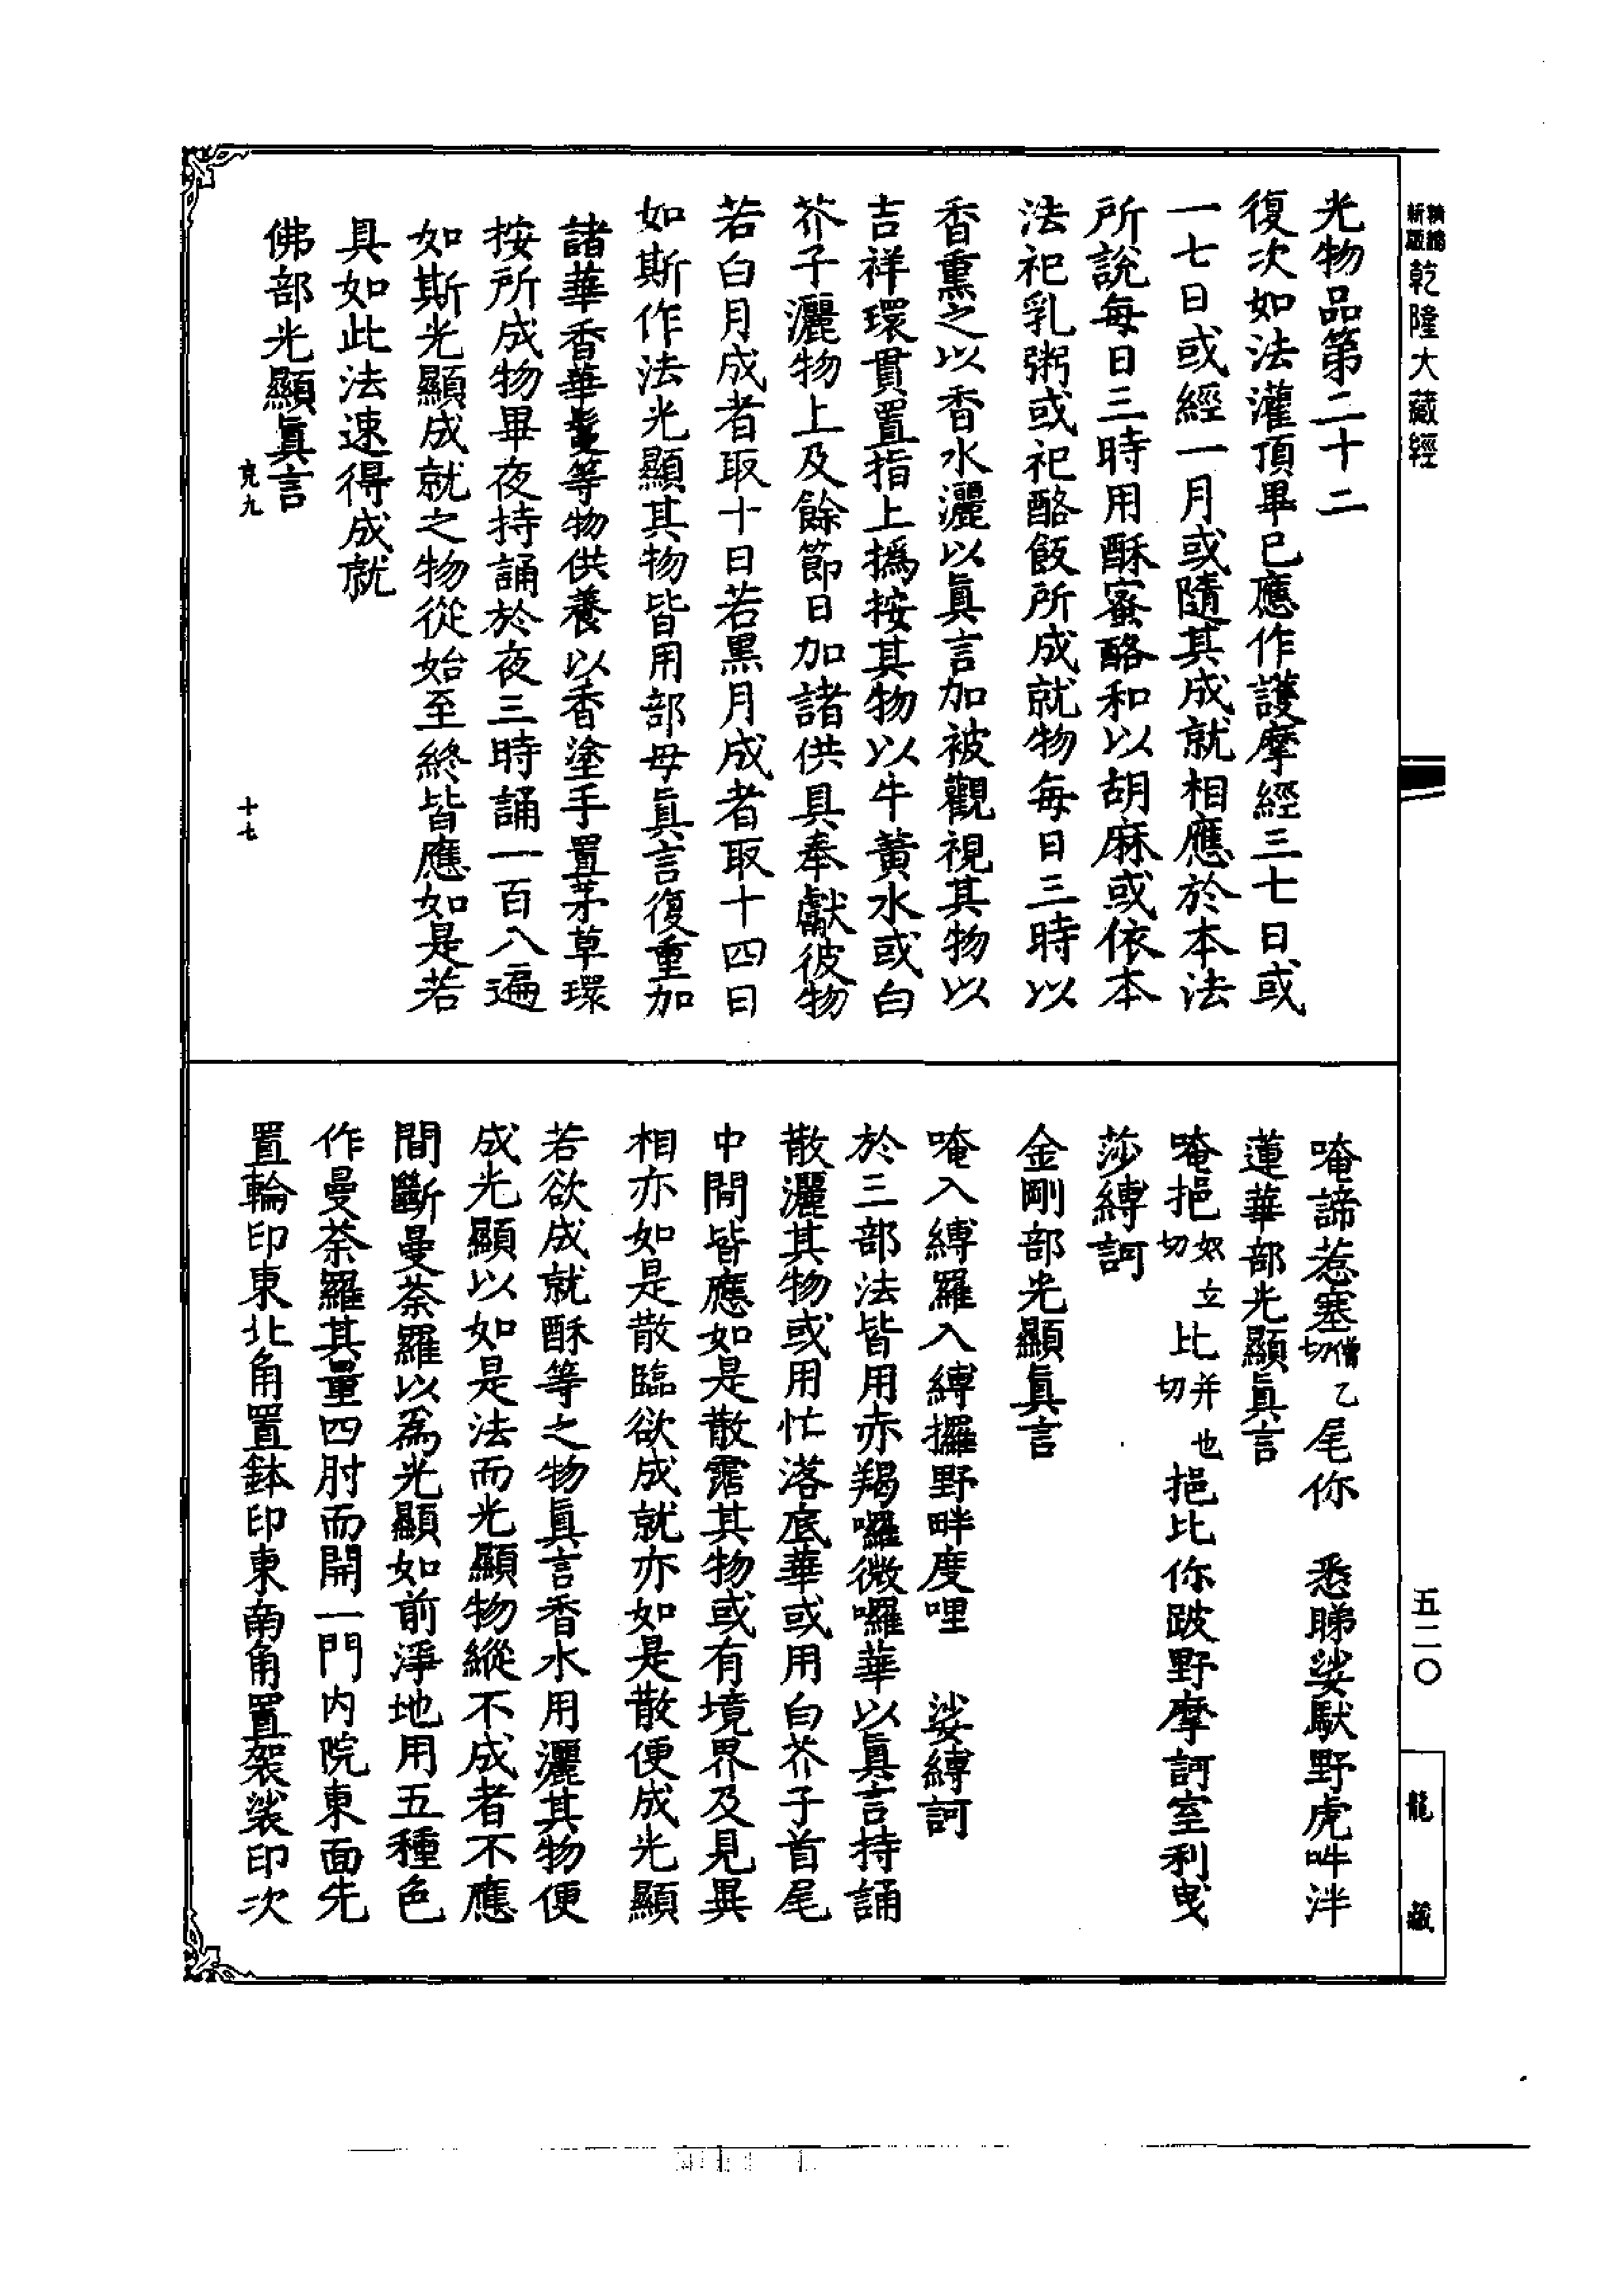 新編縮版乾隆大藏經
光物品第二十二
復次如法灌頂畢已應作護摩經三七日或
一七日或經一月或隨其成就相應於本法
所說每日三時用酥蜜酪和以胡麻或依本
法祀乳粥或祀酪飯所成就物每日三時以
香熏之以香水灑以眞言加被觀視其物以
吉祥環貫置指上撝按其物以牛黃水或白
芥子灑物上及餘節日加諸供具奉獻彼物
若白月成者取十日若黑月成者取十四日
如斯作法光顯其物皆用部母眞言復重加
諸華香華鬘等物供養以香塗手置茅草環
按所成物畢夜持誦於夜三時誦一百八遍
如斯光顯成就之物從始至終皆應如是若
具如此法速得成就
佛部光顯眞言
克九
十七
唵諦惹塞僧乙切尾你　悉睇娑馱野虎吽泮
蓮華部光顯眞言
唵挹奴立切比并也切挹比你跛野摩訶室利曳
莎縛訶
金剛部光顯眞言
唵入縛羅入縛攞野畔度哩　娑縛訶
於三部法皆用赤羯囉微囉華以眞言持誦
散灑其物或用忙落底華或用白芥子首尾
中間皆應如是散霑其物或有境界及見異
相亦如是散臨欲成就亦如是散便成光顯
若欲成就酥等之物眞言香水用灑其物便
成光顯以如是法而光顯物縱不成者不應
間斷曼荼羅以為光顯如前淨地用五種色
作曼荼羅其量四肘而開一門內院東面先
置輪印東北角置鉢印東南角置袈裟印次
五二〇
龍藏